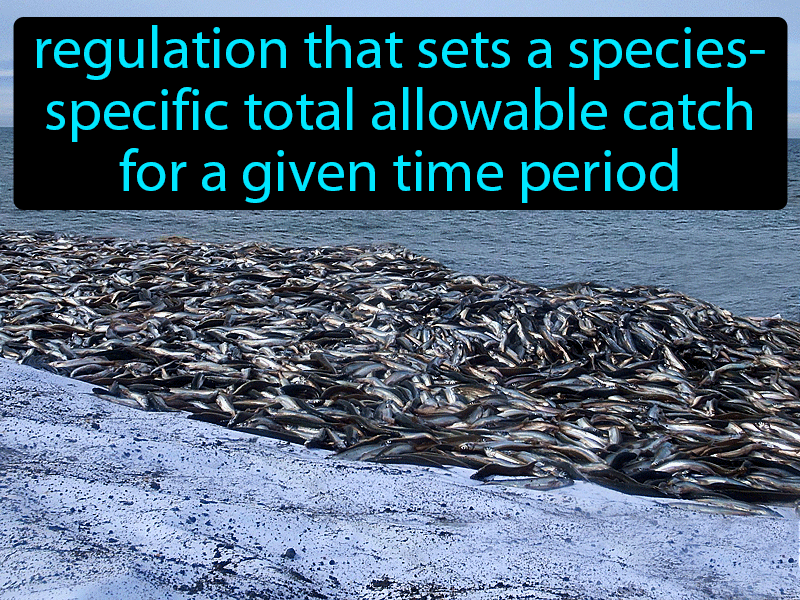 regulation that sets a species-
specific total allowable catch
for a given time period